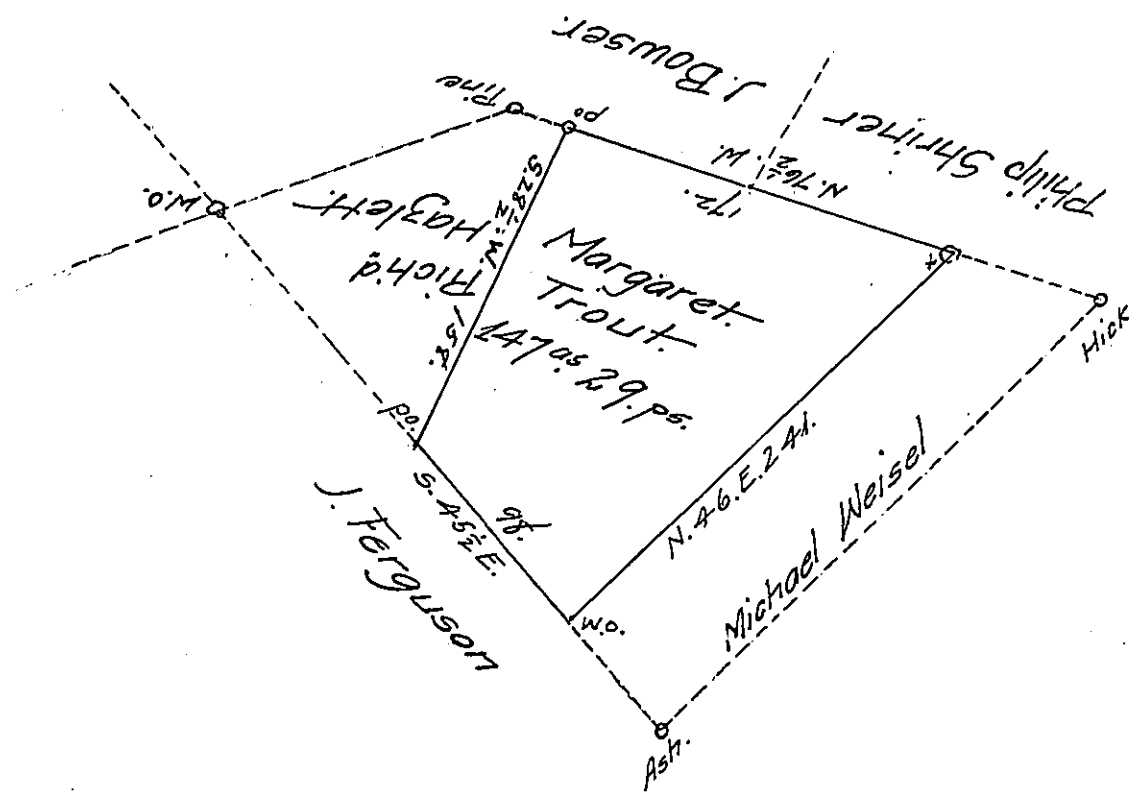 J. Bowser.
Philip Shriner
Pine
po
N. 76½. W.
172.
W.O.
Rich'd
Hazlett.
S. 28½. W.
154.
Margaret.
Trout.
147as 29.ps.
x
Hick
po.
S. 45½ E.
98.
N. 46. E. 241.
J. Ferguson
Michael Weisel
W.O.
Ash.